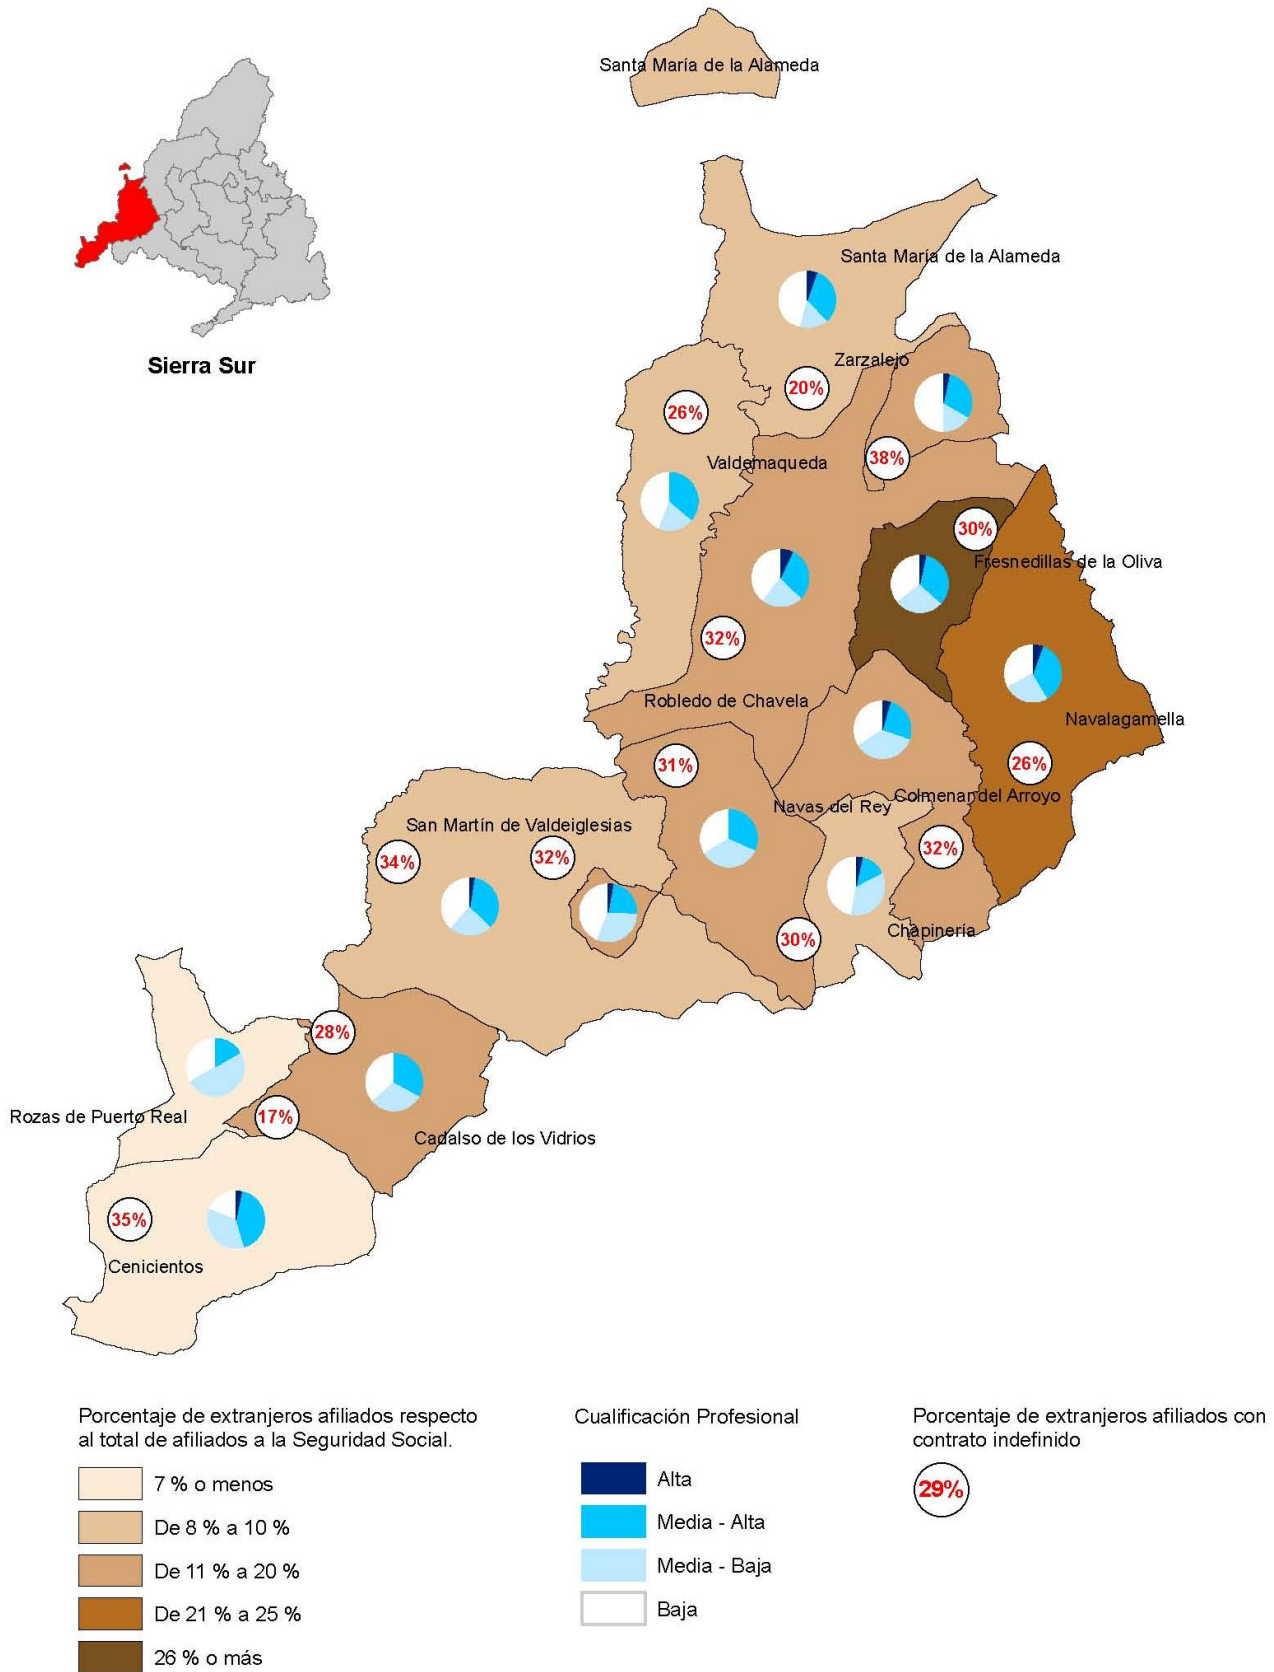 Santa María de la Alameda
Sierra Sur
Santa María de la Alameda
Zarzalejo
20%
26%
Valdemaqueda
38%
30%
Fresnedillas de la Oliva
32%
Robledo de Chavela
Navalagamella
31%
26%
Navas del Rey
Colmenar del Arroyo
San Martín de Valdeiglesias
34%
32%
32%
Chapinería
30%
28%
Rozas de Puerto Real
17%
Cadalso de los Vidrios
35%
Cenicientos
Porcentaje de extranjeros afiliados respecto
al total de afiliados a la Seguridad Social.
7 % o menos
De 8 % a 10 %
De 11 % a 20 %
De 21 % a 25 %
26 % o más
Cualificación Profesional
Alta
Media - Alta
Media - Baja
Baja
Porcentaje de extranjeros afiliados con
contrato indefinido
29%